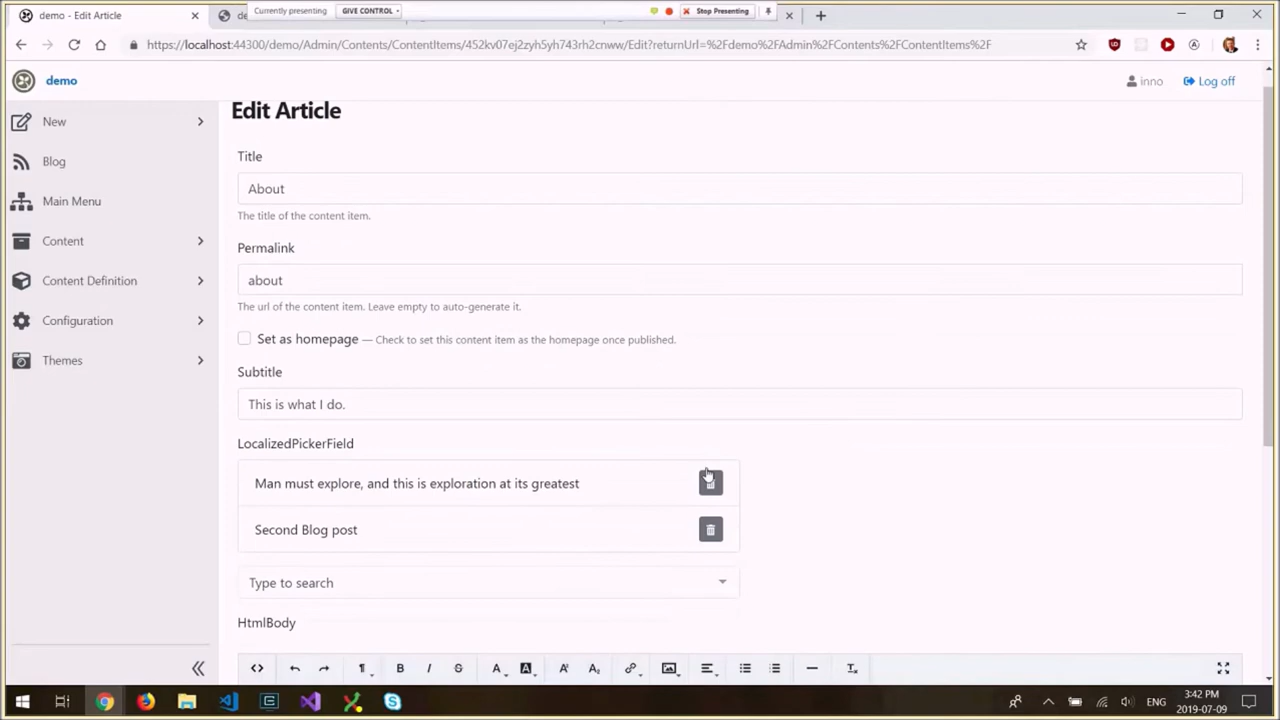 demo - Edit Article
de
Currently presenting
GIVE CONTROL
Stop Presenting
https://localhost:44300/demo/Admin/Contents/ContentItems/452kv07ej2zyh5yh743rh2cnww/Edit?returnUrl=%2Fdemo%2FAdmin%2FContents%2FContentItems%2F
demo
inno
Log off
New
Blog
Main Menu
Content
Content Definition
Configuration
Themes
Edit Article
Title
About
The title of the content item.
Permalink
about
The url of the content item. Leave empty to auto-generate it.
Set as homepage — Check to set this content item as the homepage once published.
Subtitle
This is what I do.
LocalizedPickerField
Man must explore, and this is exploration at its greatest
Second Blog post
Type to search
HtmlBody
ENG
3:42 PM
2019-07-09